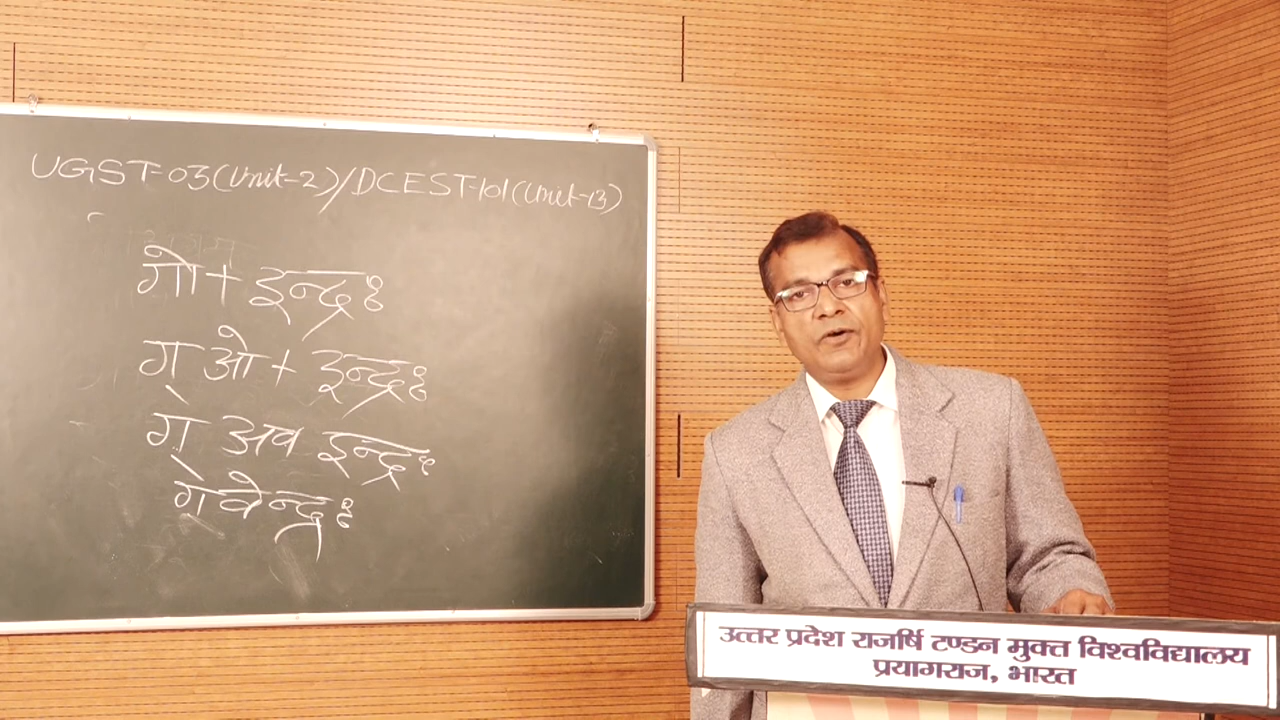 UGST-03(Unit-2)/DCEST-101(Unit-13)
गो + इन्द्रः
ग् ओ + इन्द्रः
ग् अव इन्द्रः
गवेन्द्रः
उत्तर प्रदेश राजर्षि टण्डन मुक्त विश्वविद्यालय
प्रयागराज, भारत